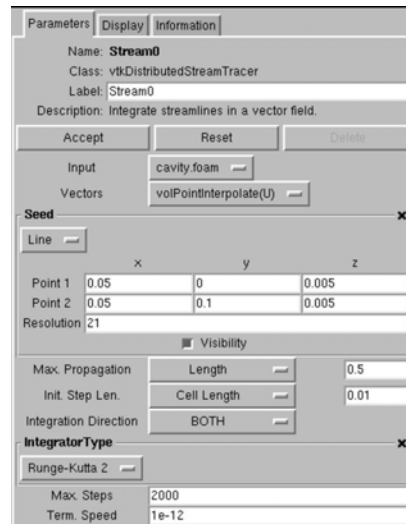 Parameters Display Information
Name: Stream0
Class: vtkDistributedStreamTracer
Label: Stream0
Description: Integrate streamlines in a vector field.
Accept Reset Delete
Input cavity.foam
Vectors volPointInterpolate(U)
Seed
Line
x y z
Point 1 0.05 0 0.005
Point 2 0.05 0.1 0.005
Resolution 21
Visibility
Max. Propagation Length 0.5
Init. Step Len. Cell Length 0.01
Integration Direction BOTH
IntegratorType
Runge-Kutta 2
Max. Steps 2000
Term. Speed 1e-12